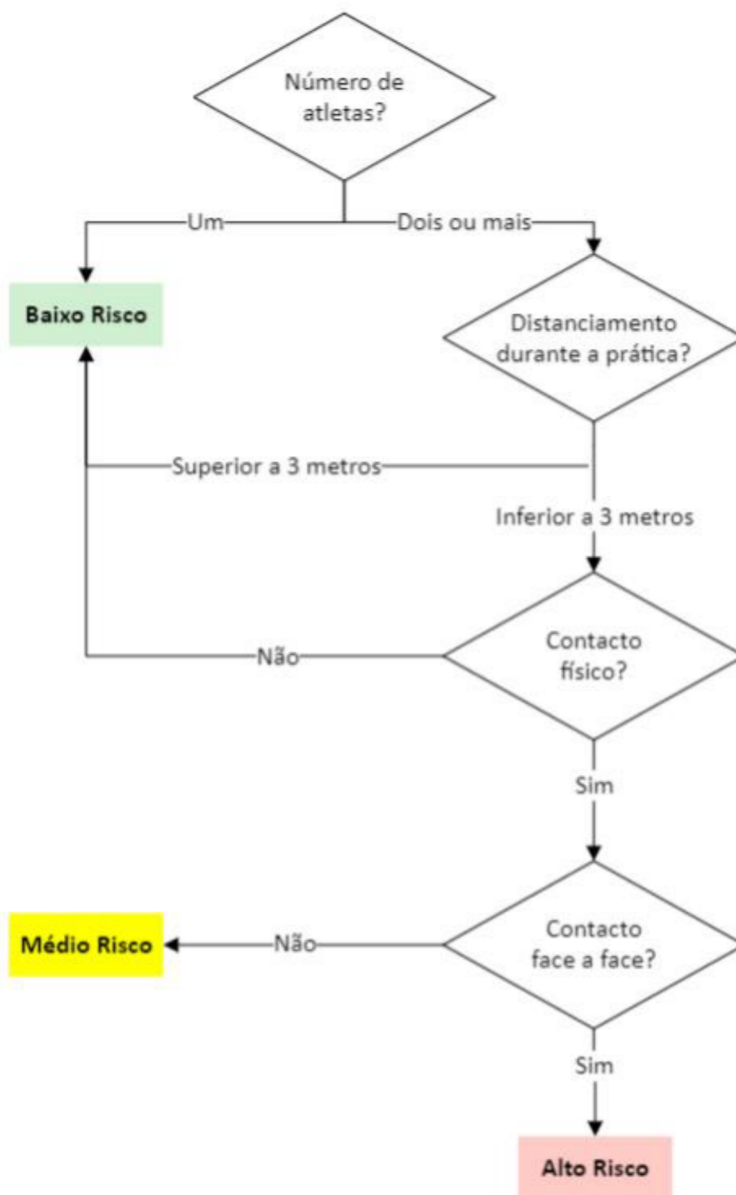 Número de
atletas?
Um
Dois ou mais
Baixo Risco
Distanciamento
durante a prática?
Superior a 3 metros
Inferior a 3 metros
Contacto
físico?
Não
Sim
Contacto
face a face?
Médio Risco
Não
Sim
Alto Risco